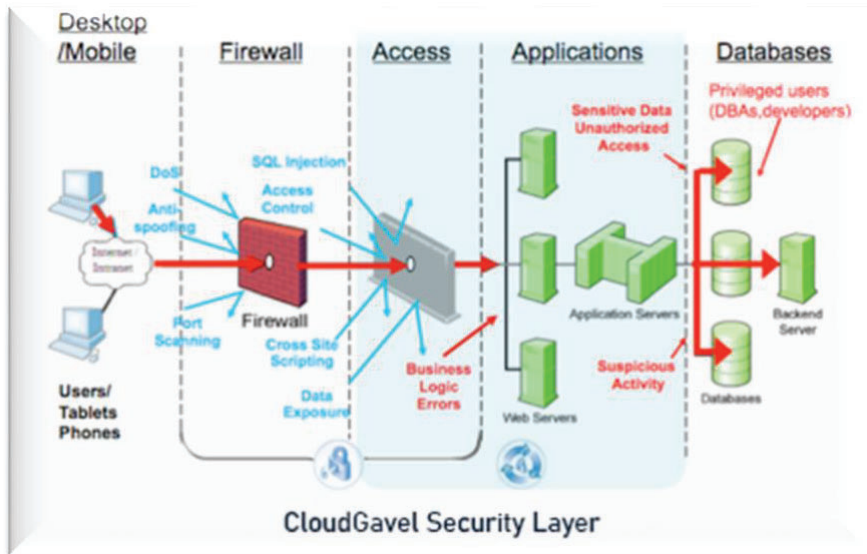 Desktop
/Mobile
Firewall
Access
Applications
Databases
Privileged users
(DBAs,developers)
Sensitive Data
Unauthorized
Access
SQL Injection
DoS
Access
Control
Anti-
spoofing
Internet /
Intranet
Firewall
Port
Scanning
Cross Site
Scripting
Data
Exposure
Business
Logic
Errors
Application Servers
Backend
Server
Suspicious
Activity
Databases
Web Servers
Users/
Tablets
Phones
CloudGavel Security Layer